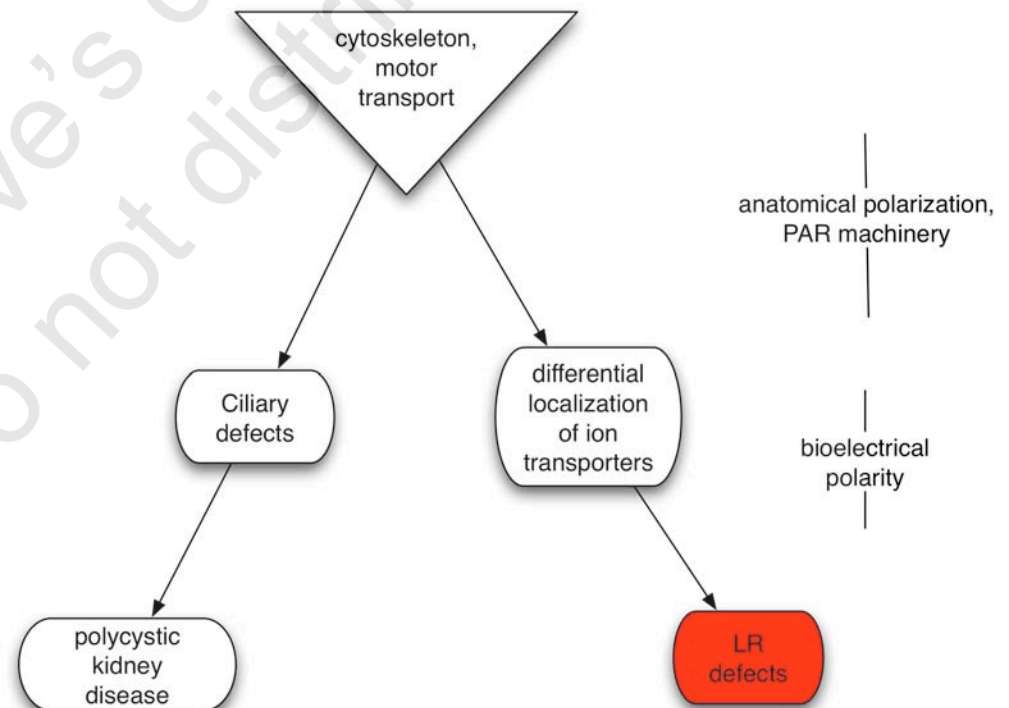 cytoskeleton,
motor
transport
anatomical polarization,
PAR machinery
Ciliary
defects
differential
localization
of ion
transporters
bioelectrical
polarity
polycystic
kidney
disease
LR
defects